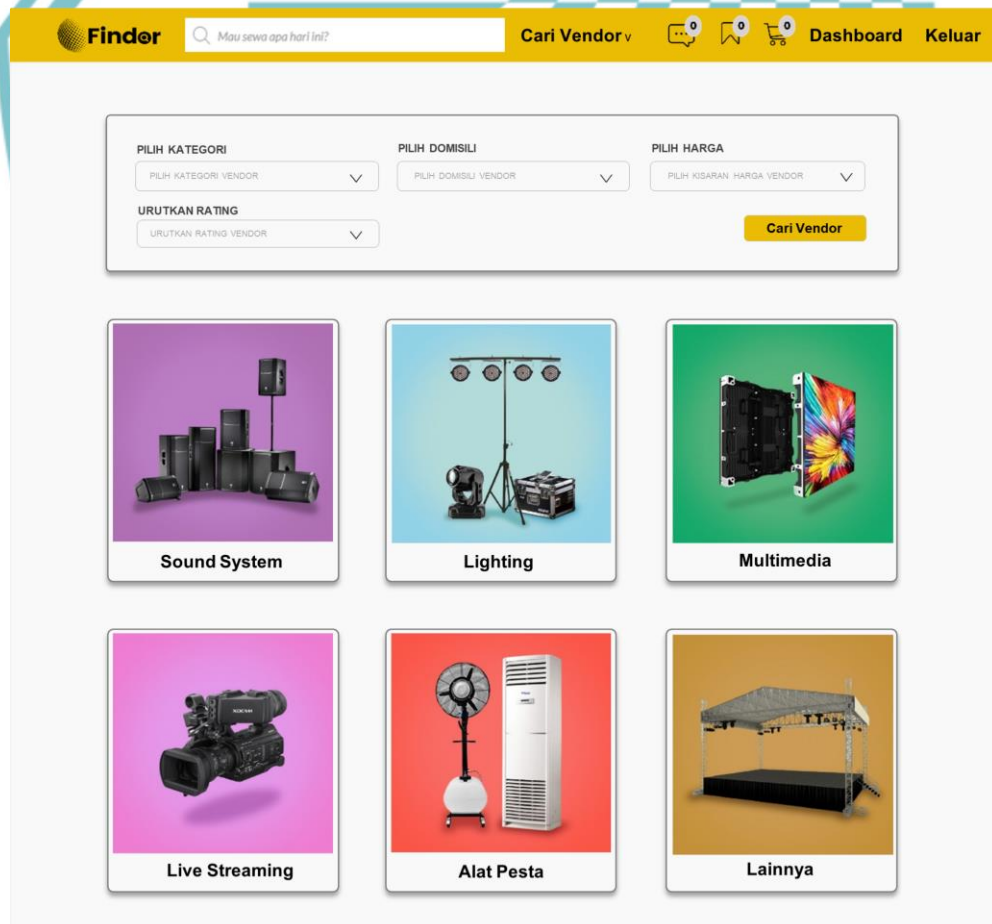 Findor
Mau sewa apa hari ini?
Cari Vendor v
0
0
0
Dashboard
Keluar
PILIH KATEGORI
PILIH DOMISILI
PILIH HARGA
PILIH KATEGORI VENDOR
PILIH DOMISILI VENDOR
PILIH KISARAN HARGA VENDOR
URUTKAN RATING
URUTKAN RATING VENDOR
Cari Vendor
Sound System
Lighting
Multimedia
Live Streaming
Alat Pesta
Lainnya